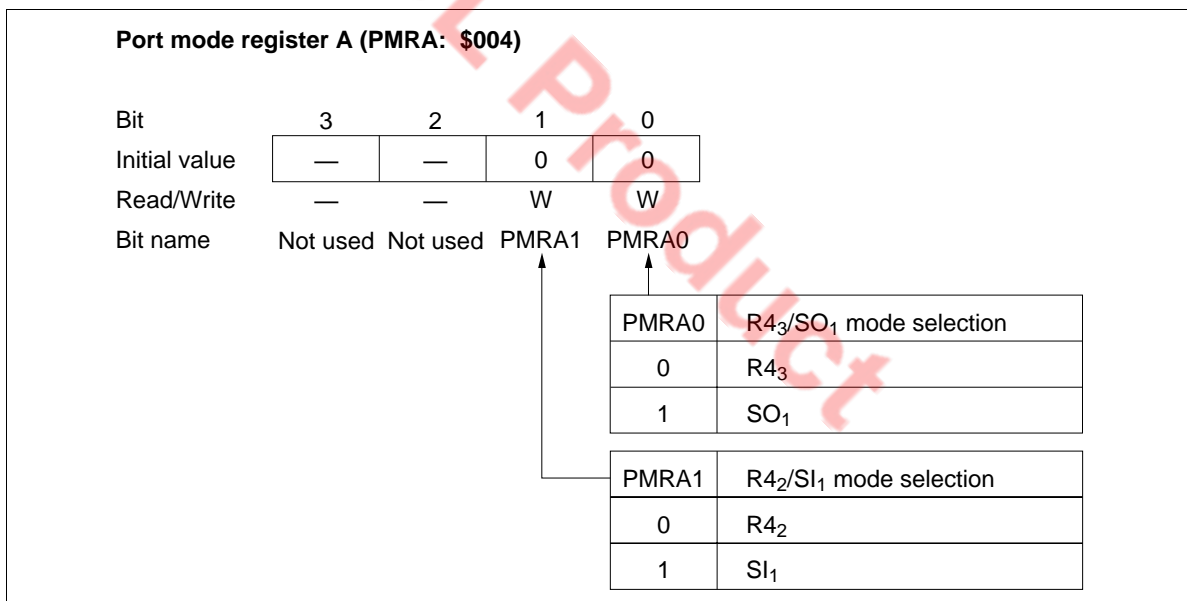 Port mode register A (PMRA: $004)
Bit 3 2 1 0
Initial value — — 0 0
Read/Write — — W W
Bit name Not used Not used PMRA1 PMRA0
PMRA0 R4₃/SO₁ mode selection
0 R4₃
1 SO₁
PMRA1 R4₂/SI₁ mode selection
0 R4₂
1 SI₁
L Product